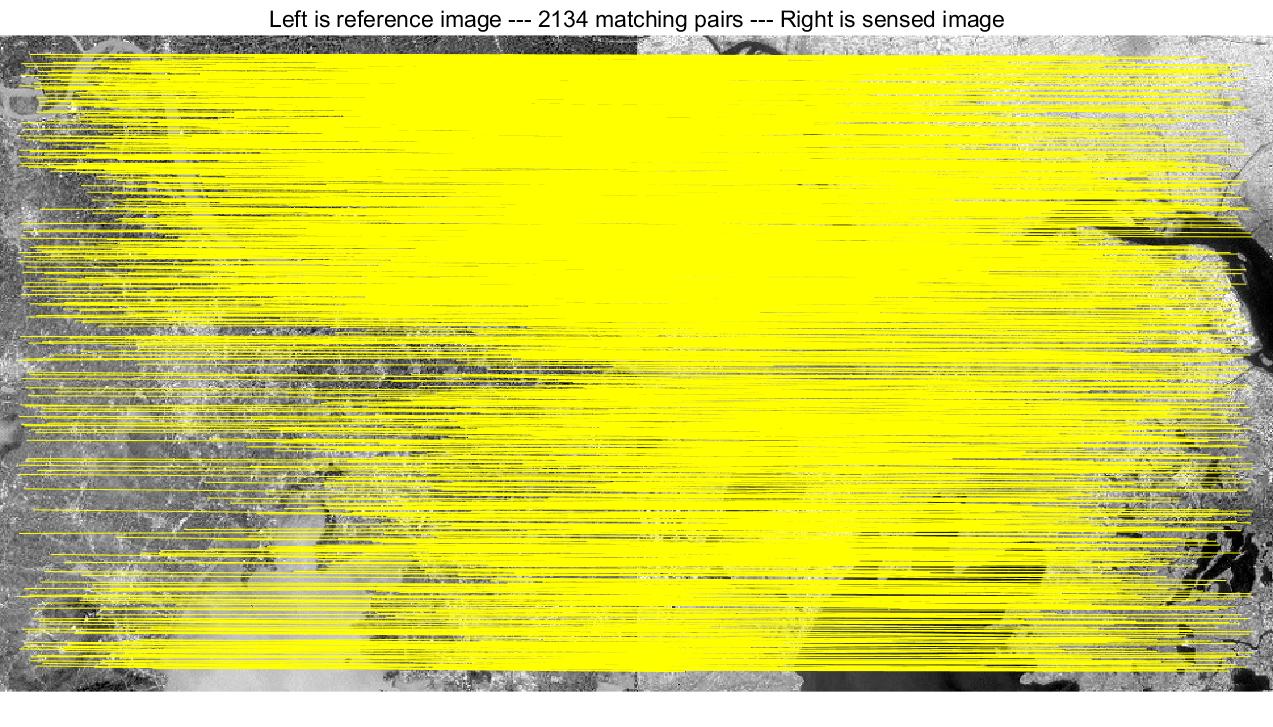 Left is reference image --- 2134 matching pairs --- Right is sensed image